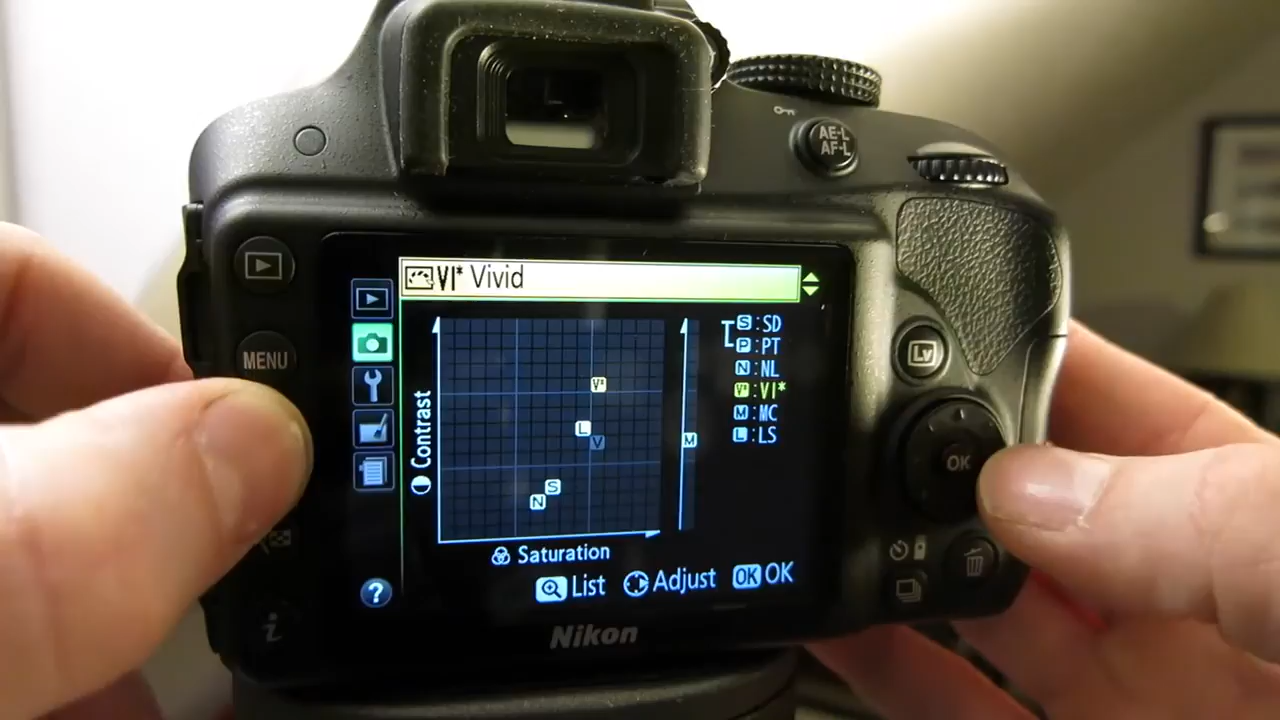 AE-L
AF-L
VI* Vivid
MENU
Lv
S : SD
P : PT
N : NL
V* : VI*
M : MC
L : LS
V*
L
V
M
S
N
Contrast
Saturation
OK
?
List
Adjust
OK OK
i
Nikon